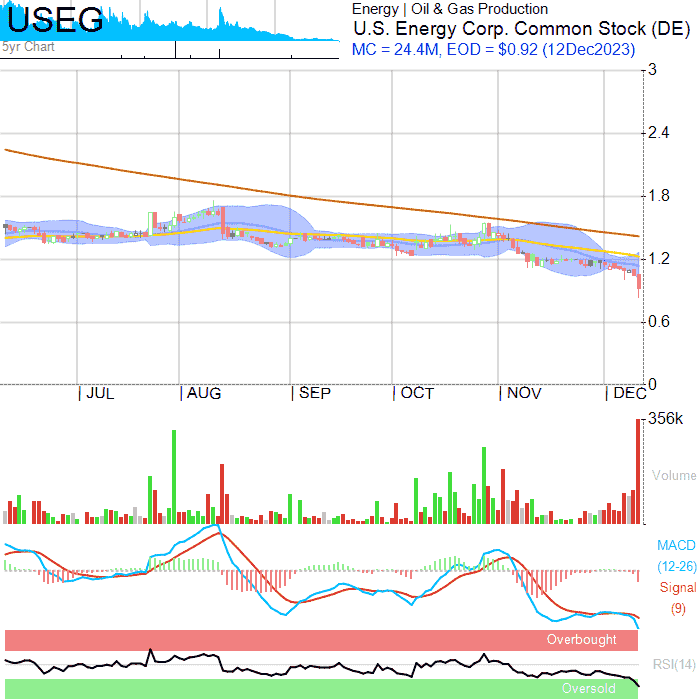 USEG
5yr Chart
Energy | Oil & Gas Production
U.S. Energy Corp. Common Stock (DE)
MC = 24.4M, EOD = $0.92 (12Dec2023)
3
2.4
1.8
1.2
0.6
0
| JUL | AUG | SEP | OCT | NOV | DEC
356k
Volume
MACD
(12-26)
Signal
(9)
Overbought
RSI(14)
Oversold